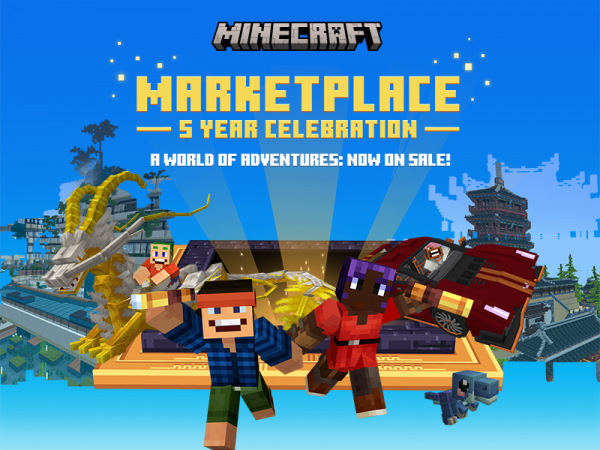 MINECRAFT
MARKETPLACE
5 YEAR CELEBRATION
A WORLD OF ADVENTURES: NOW ON SALE!